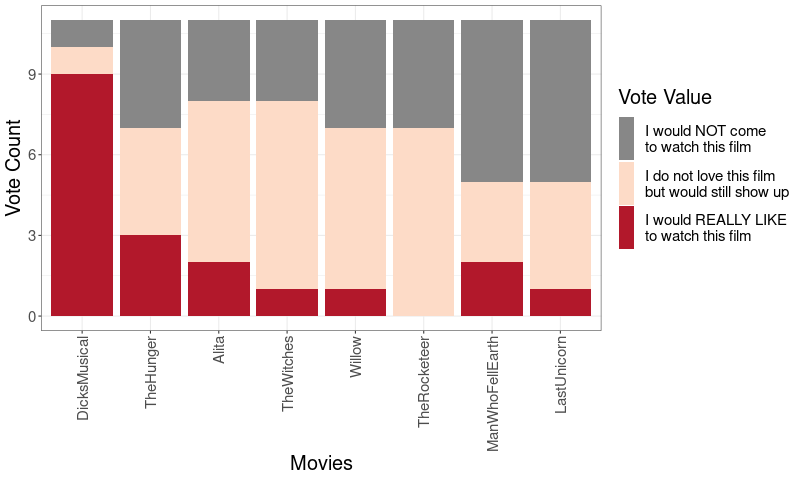 Vote Count
9
6
3
0
DicksMusical
TheHunger
Alita
TheWitches
Willow
TheRocketeer
ManWhoFellEarth
LastUnicorn
Movies
Vote Value
I would NOT come
to watch this film
I do not love this film
but would still show up
I would REALLY LIKE
to watch this film